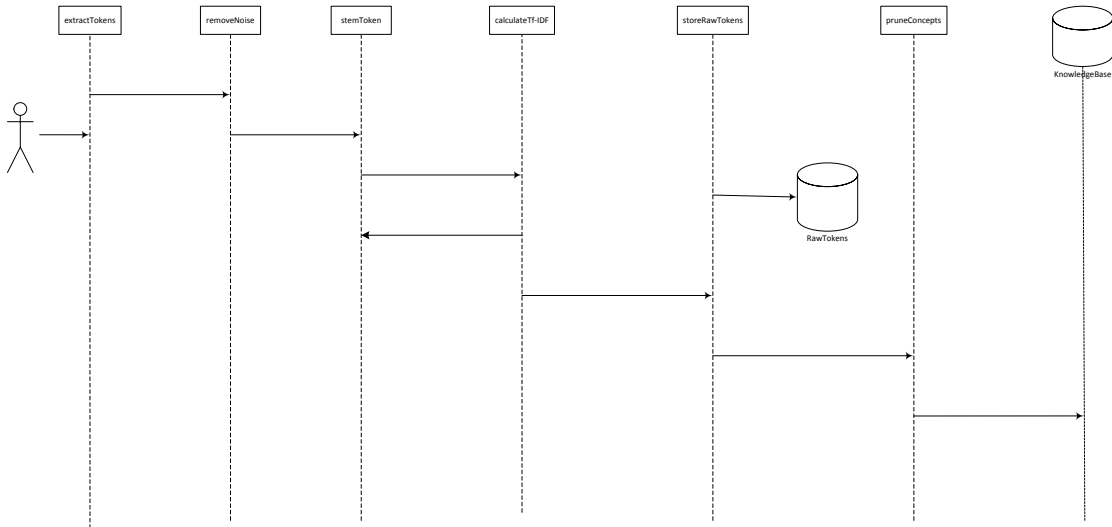 extractTokens
removeNoise
stemToken
calculateTf-IDF
storeRawTokens
pruneConcepts
KnowledgeBase
RawTokens